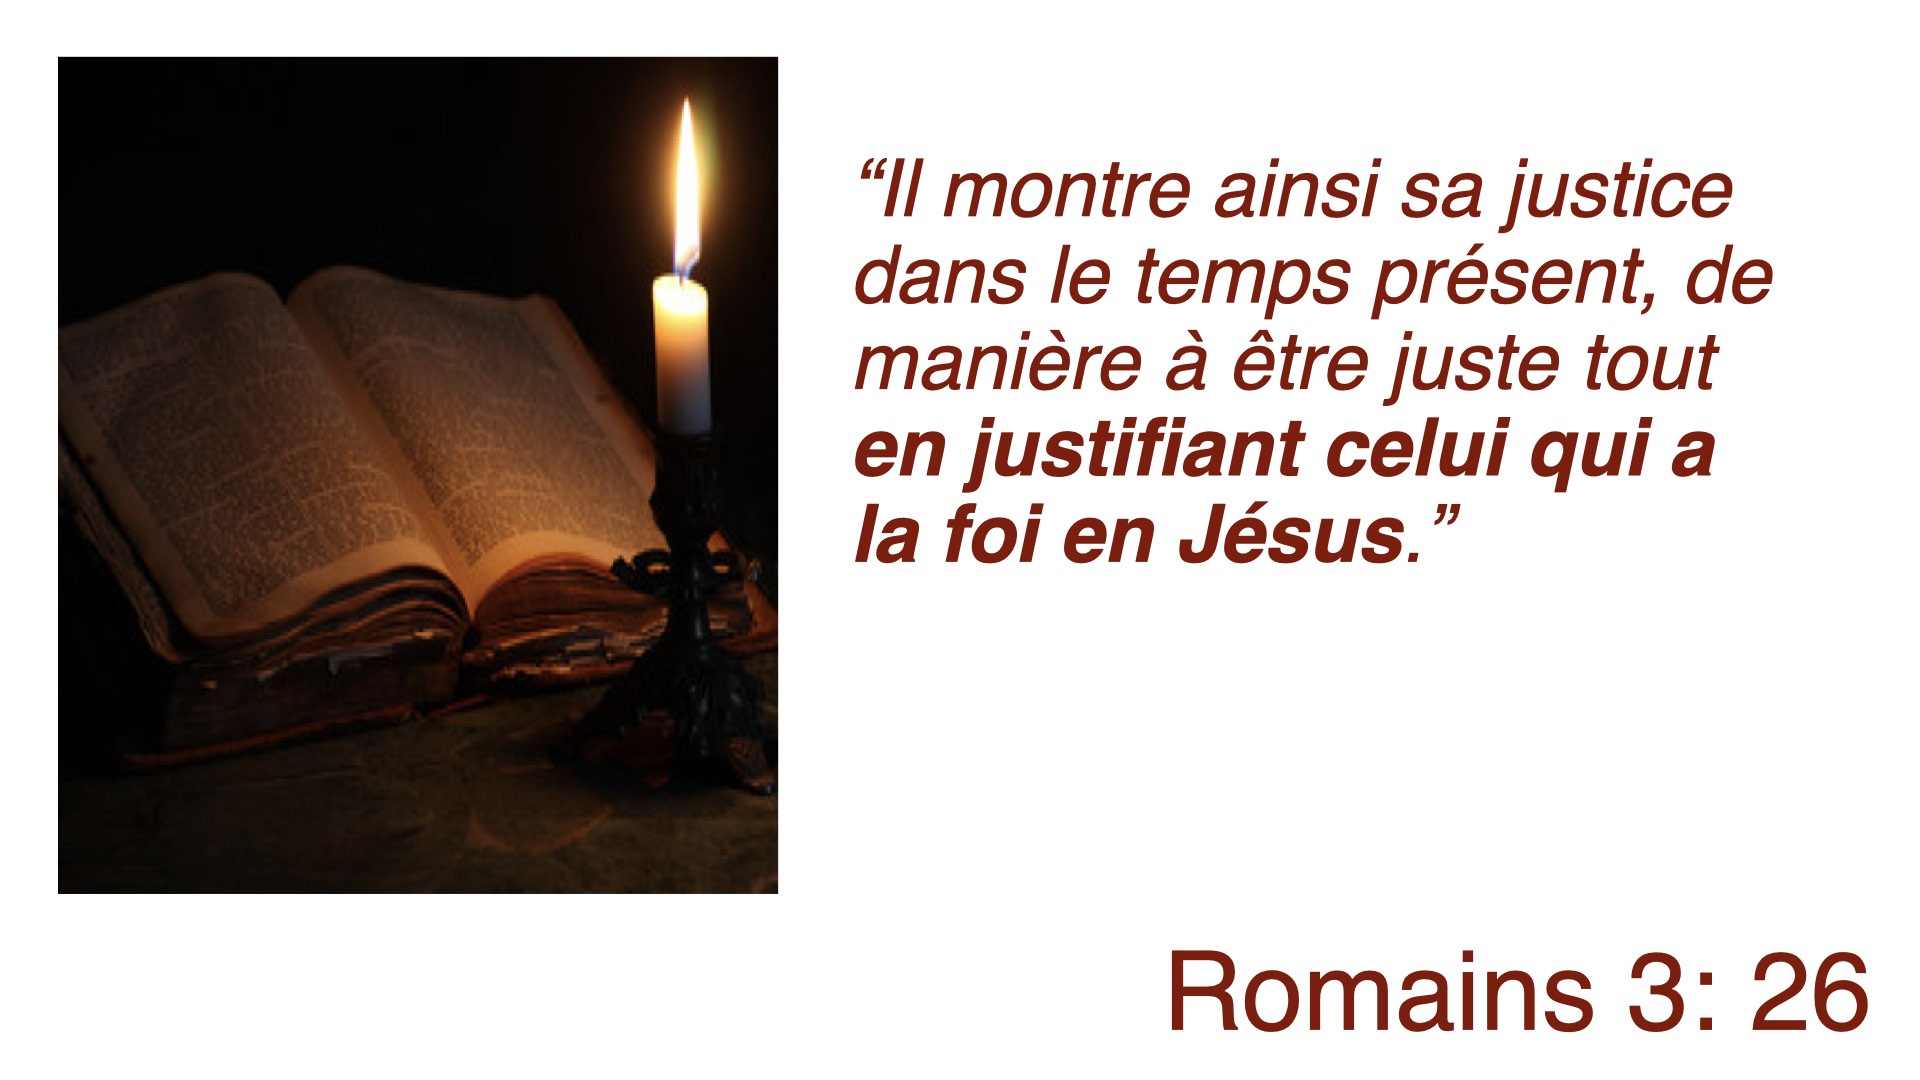 “Il montre ainsi sa justice
dans le temps présent, de
manière à être juste tout
en justifiant celui qui a
la foi en Jésus.”
Romains 3: 26